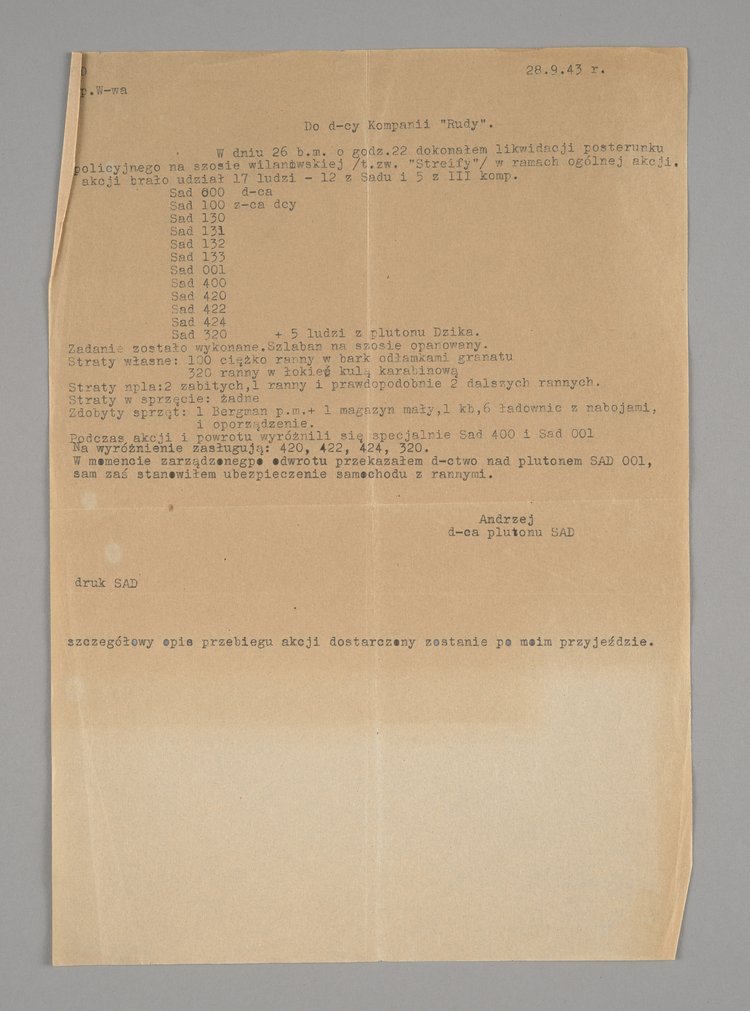 28.9.43 r.
p.W-wa
Do d-cy Kompanii "Rudy".
W dniu 26 b.m. o godz.22 dokonałem likwidacji posterunku
policyjnego na szosie wilanowskiej /t.zw. "Streify"/ w ramach ogólnej akcji.
akcji brało udział 17 ludzi - 12 z Sadu i 5 z III komp.
Sad 000 d-ca
Sad 100 z-ca dcy
Sad 130
Sad 131
Sad 132
Sad 133
Sad 001
Sad 400
Sad 420
Sad 422
Sad 424
Sad 320 + 5 ludzi z plutonu Dzika.
Zadanie zostało wykonane.Szlaban na szosie opanowany.
Straty własne: 100 ciężko ranny w bark odłamkami granatu
320 ranny w łokieć kulą karabinową
Straty npla:2 zabitych,1 ranny i prawdopodobnie 2 dalszych rannych.
Straty w sprzęcie: żadne
Zdobyty sprzęt: 1 Bergman p.m.+ 1 magazyn mały,1 kb,6 ładownic z nabojami,
i oporządzenie.
Podczas akcji i powrotu wyróżnili się specjalnie Sad 400 i Sad 001
Na wyróżnienie zasługują: 420, 422, 424, 320.
W momencie zarządzonegpo odwrotu przekazałem d-ctwo nad plutonem SAD 001,
sam zaś stanowiłem ubezpieczenie samochodu z rannymi.
Andrzej
d-ca plutonu SAD
druk SAD
szczegółowy opis przebiegu akcji dostarczony zostanie po moim przyjeździe.